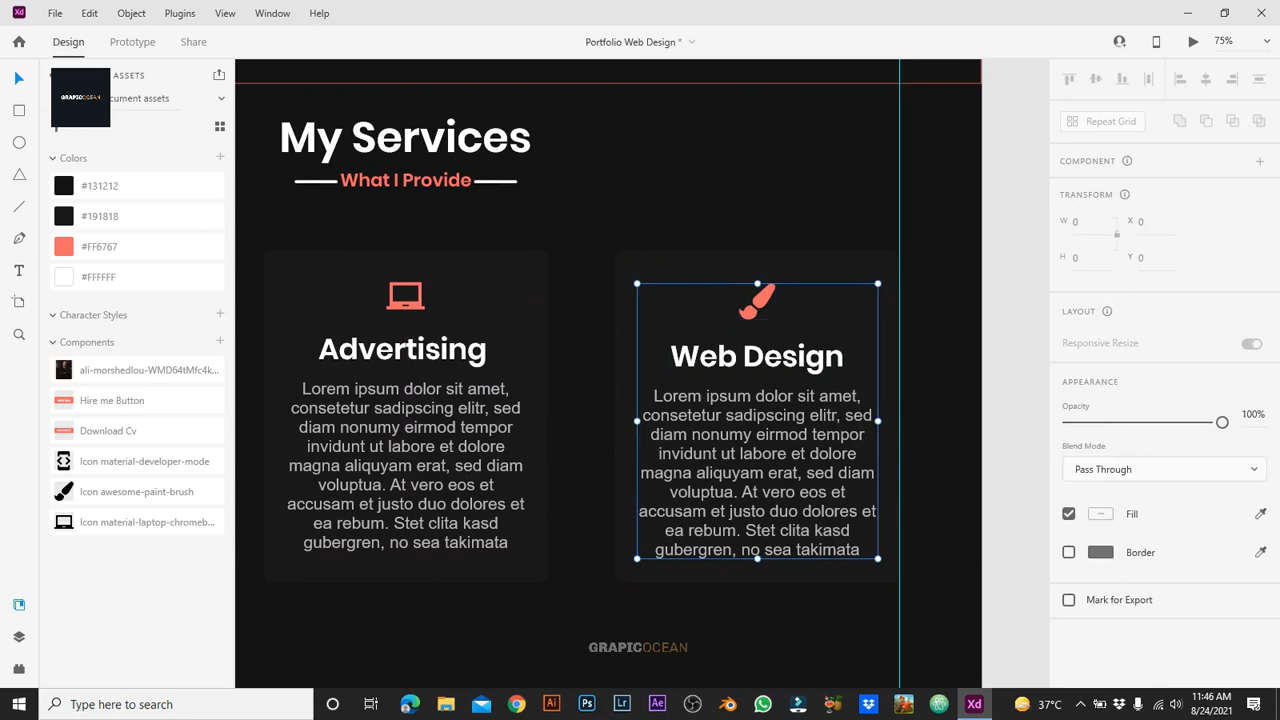 Xd File Edit Object Plugins View Window Help
Design Prototype Share
Portfolio Web Design *
75%
ASSETS
GRAPICOCEAN
cument assets
Colors
#131212
#191818
#FF6767
#FFFFFF
Character Styles
Components
ali-morshedlou-WMD64tMfc4k...
Hire me Button
Download Cv
Icon material-developer-mode
Icon awesome-paint-brush
Icon material-laptop-chromeb...
My Services
What I Provide
Advertising
Lorem ipsum dolor sit amet,
consetetur sadipscing elitr, sed
diam nonumy eirmod tempor
invidunt ut labore et dolore
magna aliquyam erat, sed diam
voluptua. At vero eos et
accusam et justo duo dolores et
ea rebum. Stet clita kasd
gubergren, no sea takimata
Web Design
Lorem ipsum dolor sit amet,
consetetur sadipscing elitr, sed
diam nonumy eirmod tempor
invidunt ut labore et dolore
magna aliquyam erat, sed diam
voluptua. At vero eos et
accusam et justo duo dolores et
ea rebum. Stet clita kasd
gubergren, no sea takimata
GRAPICOCEAN
Repeat Grid
COMPONENT
TRANSFORM
W 0 X 0
H 0 Y 0
LAYOUT
Responsive Resize
APPEARANCE
Opacity
100%
Blend Mode
Pass Through
Fill
Border
Mark for Export
Type here to search
Ai Ps Lr Ae Xd
37°C
11:46 AM
8/24/2021